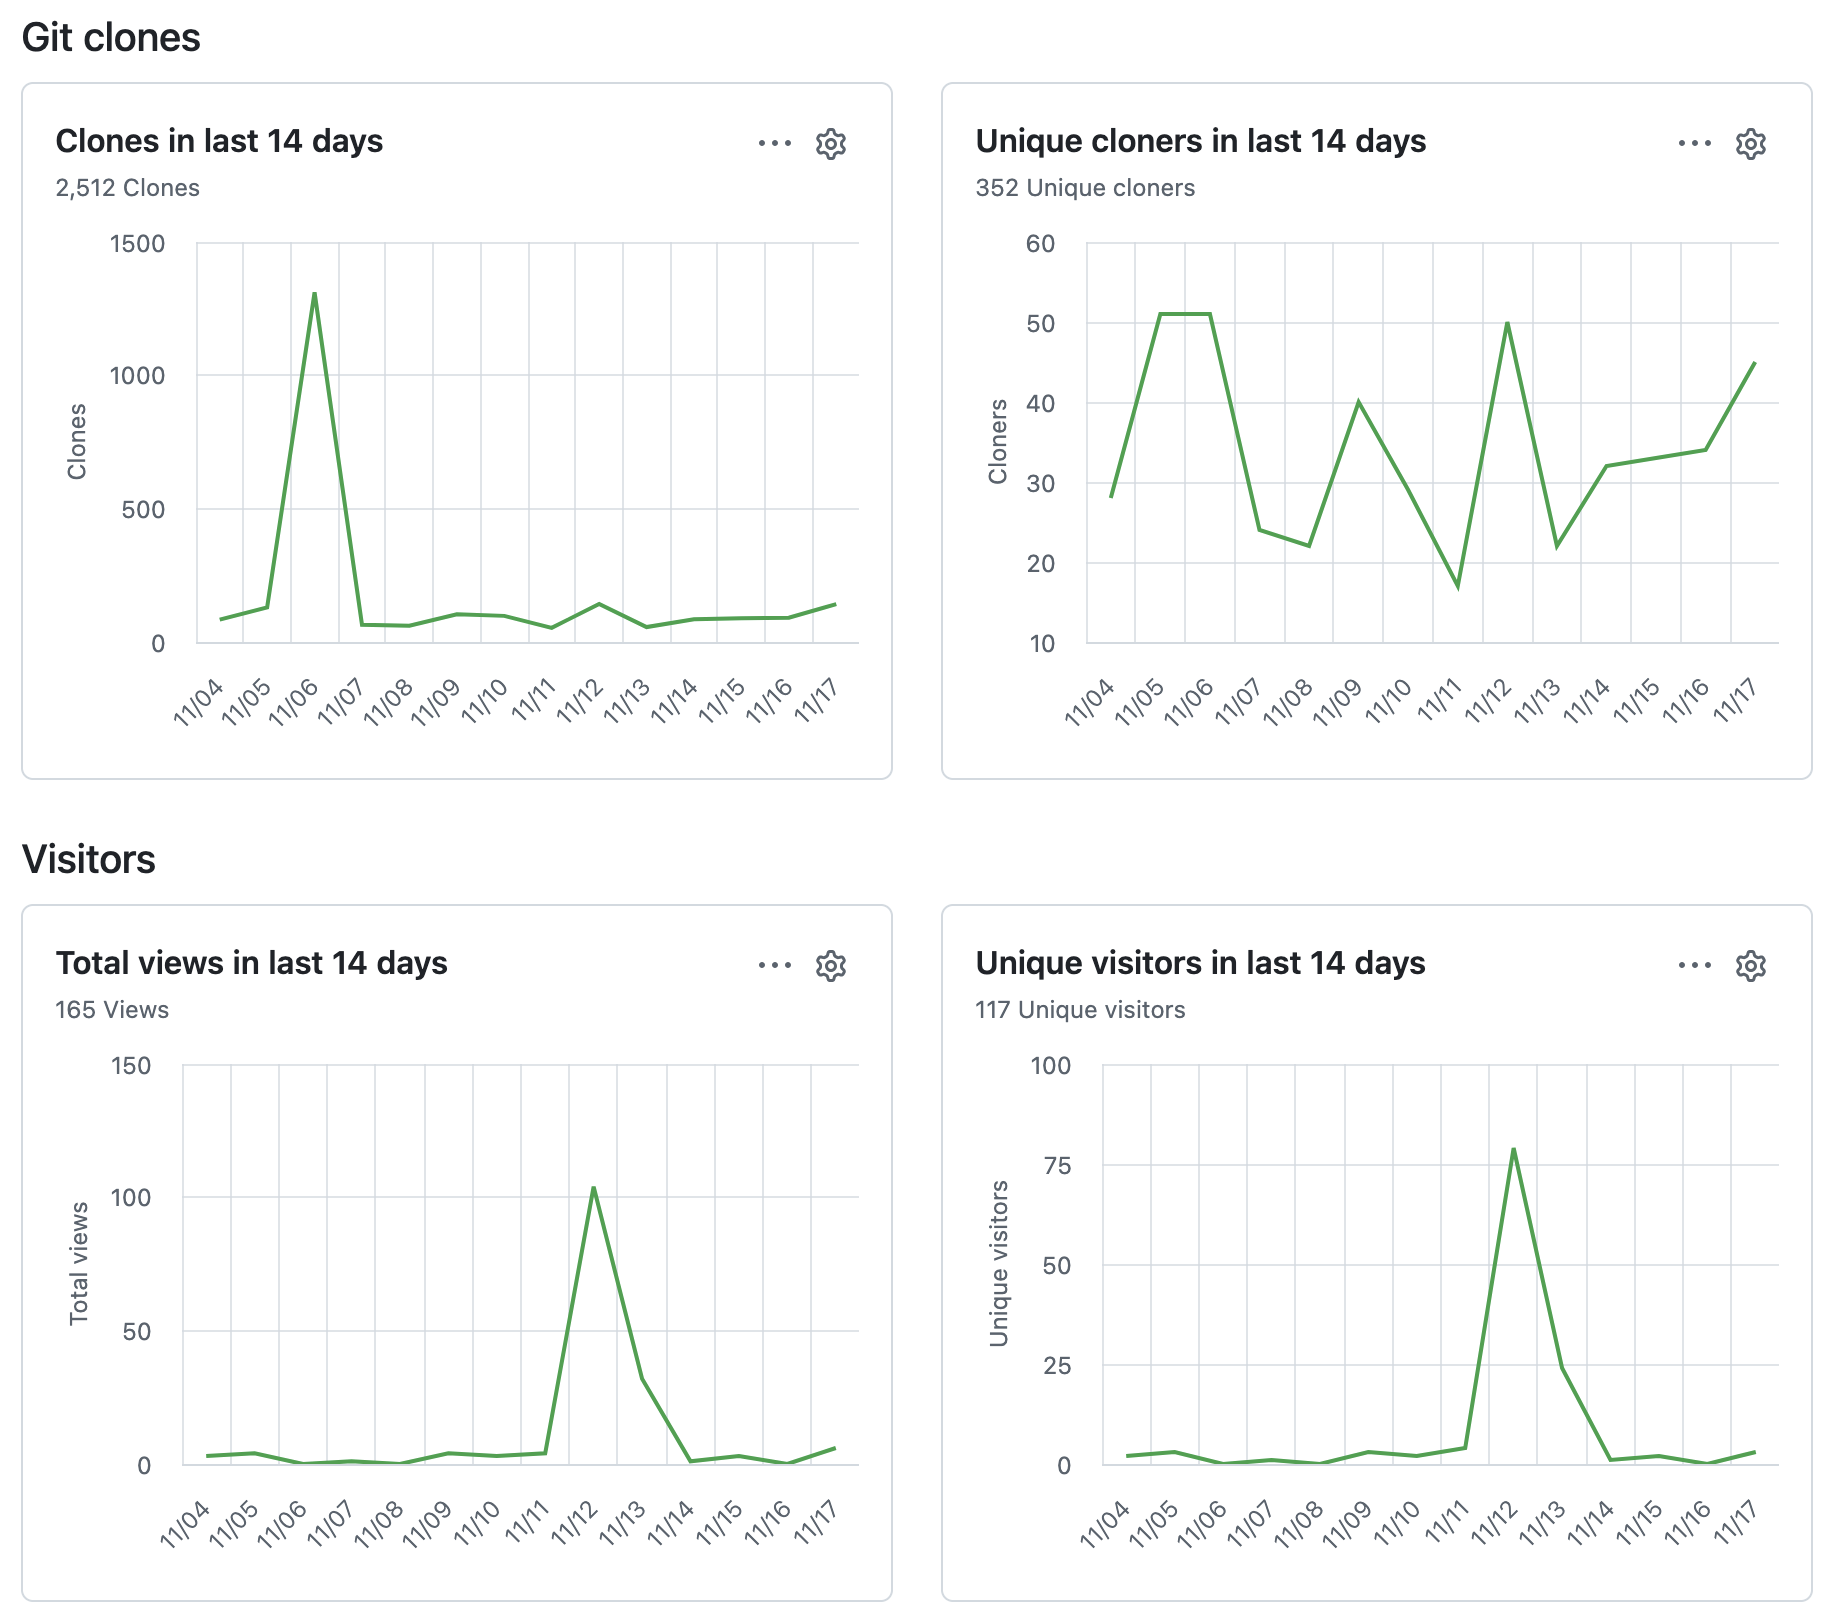 Git clones
Clones in last 14 days
2,512 Clones
1500
1000
500
0
Clones
11/04 11/05 11/06 11/07 11/08 11/09 11/10 11/11 11/12 11/13 11/14 11/15 11/16 11/17
Unique cloners in last 14 days
352 Unique cloners
60
50
40
30
20
10
Cloners
11/04 11/05 11/06 11/07 11/08 11/09 11/10 11/11 11/12 11/13 11/14 11/15 11/16 11/17
Visitors
Total views in last 14 days
165 Views
150
100
50
0
Total views
11/04 11/05 11/06 11/07 11/08 11/09 11/10 11/11 11/12 11/13 11/14 11/15 11/16 11/17
Unique visitors in last 14 days
117 Unique visitors
100
75
50
25
0
Unique visitors
11/04 11/05 11/06 11/07 11/08 11/09 11/10 11/11 11/12 11/13 11/14 11/15 11/16 11/17